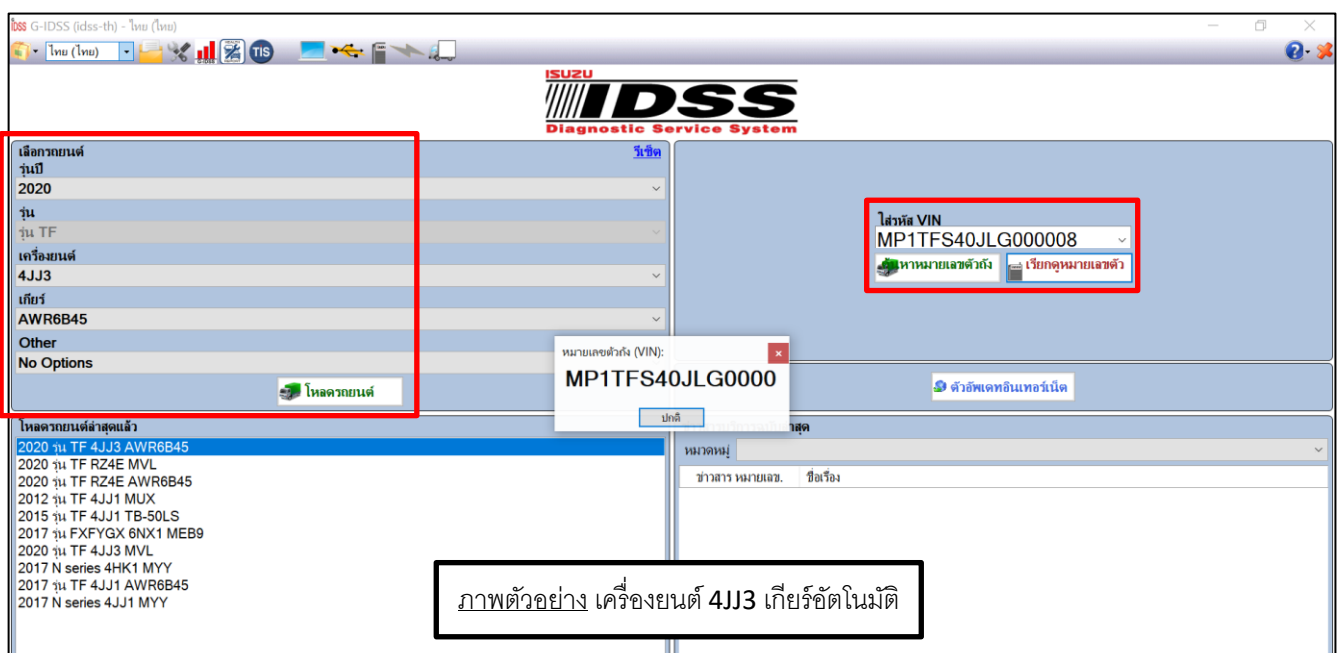 IDSS G-IDSS (idss-th) - ไทย (ไทย)
ไทย (ไทย)
G-IDSS
TIS
ISUZU
IDSS
Diagnostic Service System
เลือกรถยนต์
รีเซ็ต
รุ่นปี
2020
รุ่น
รุ่น TF
เครื่องยนต์
4JJ3
เกียร์
AWR6B45
Other
No Options
โหลดรถยนต์
ใส่รหัส VIN
MP1TFS40JLG000008
หาหมายเลขตัวถัง
เรียกดูหมายเลขตัว
หมายเลขตัวถัง (VIN):
MP1TFS40JLG0000
ปกติ
ตัวอัพเดทอินเทอร์เน็ต
โหลดรถยนต์ล่าสุดแล้ว
2020 รุ่น TF 4JJ3 AWR6B45
2020 รุ่น TF RZ4E MVL
2020 รุ่น TF RZ4E AWR6B45
2012 รุ่น TF 4JJ1 MUX
2015 รุ่น TF 4JJ1 TB-50LS
2017 รุ่น FXFYGX 6NX1 MEB9
2020 รุ่น TF 4JJ3 MVL
2017 N series 4HK1 MYY
2017 รุ่น TF 4JJ1 AWR6B45
2017 N series 4JJ1 MYY
หมวดหมู่
ข่าวสาร หมายเลข.
ชื่อเรื่อง
ภาพตัวอย่าง เครื่องยนต์ 4JJ3 เกียร์อัตโนมัติ